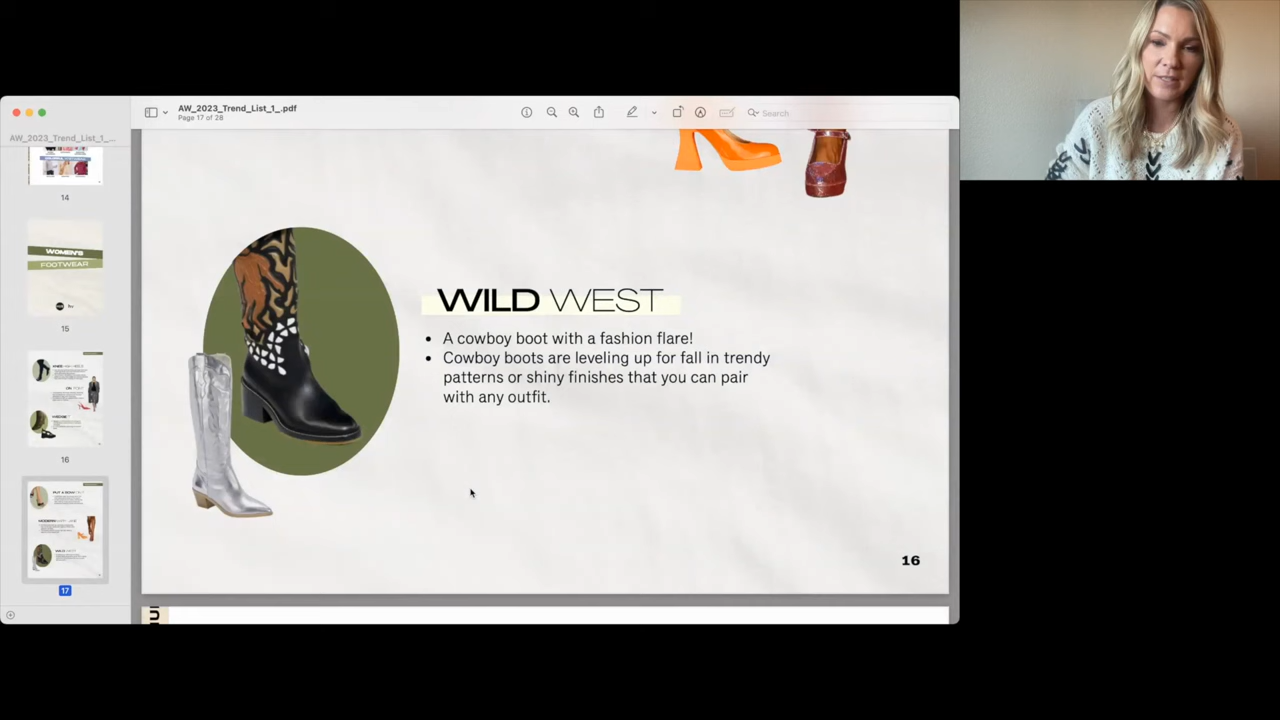 AW_2023_Trend_List_1_.pdf
Page 17 of 28
Search
AW_2023_Trend_List_1_...
14
WOMEN'S
FOOTWEAR
15
16
17
WILD WEST
• A cowboy boot with a fashion flare!
• Cowboy boots are leveling up for fall in trendy
patterns or shiny finishes that you can pair
with any outfit.
16